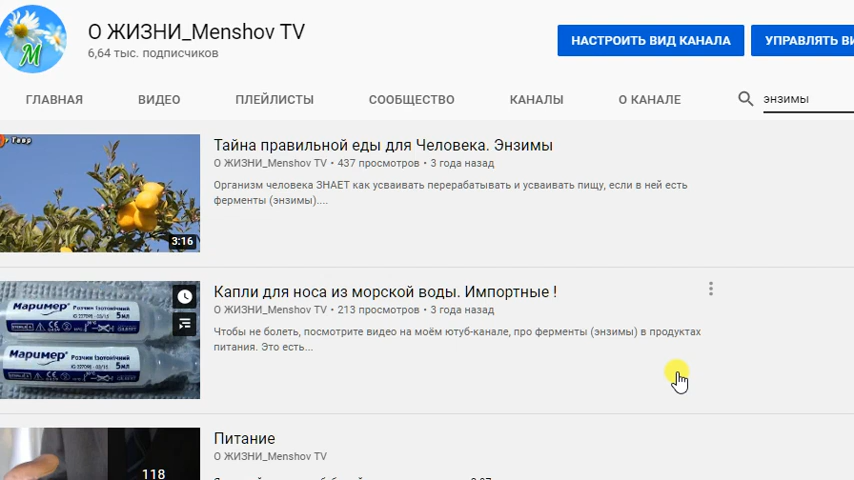 О ЖИЗНИ_Menshov TV
6,64 тыс. подписчиков
НАСТРОИТЬ ВИД КАНАЛА
УПРАВЛЯТЬ ВИ
M
ГЛАВНАЯ
ВИДЕО
ПЛЕЙЛИСТЫ
СООБЩЕСТВО
КАНАЛЫ
О КАНАЛЕ
энзимы
Тайна правильной еды для Человека. Энзимы
О ЖИЗНИ_Menshov TV • 437 просмотров • 3 года назад
Организм человека ЗНАЕТ как усваивать перерабатывать и усваивать пищу, если в ней есть
ферменты (энзимы)....
3:16
Капли для носа из морской воды. Импортные !
О ЖИЗНИ_Menshov TV • 213 просмотров • 3 года назад
Чтобы не болеть, посмотрите видео на моём ютуб-канале, про ферменты (энзимы) в продуктах
питания. Это есть...
Маример
Розчин Ізотонічний
5мл
Маример
Розчин Ізотонічний
5мл
Питание
О ЖИЗНИ_Menshov TV
118